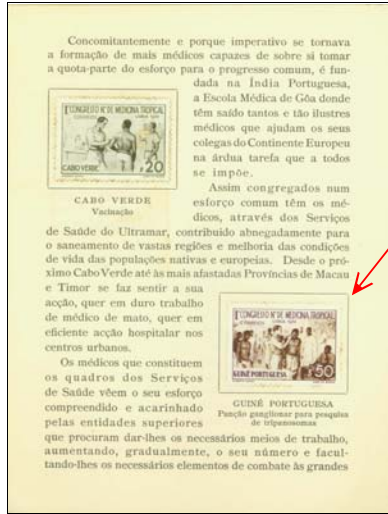 Concomitantemente e porque imperativo se tornava
a formação de mais médicos capazes de sobre si tomar
a quota-parte do esforço para o progresso comum, é fun-
dada na Índia Portuguesa,
a Escola Médica de Gôa donde
têm saído tantos e tão ilustres
médicos que ajudam os seus
colegas do Continente Europeu
na árdua tarefa que a todos
se impõe.
I CONGRESSO Nal DE MEDICINA TROPICAL
LISBOA 1952
CABO VERDE
$20
CABO VERDE
Vacinação
Assim congregados num
esforço comum têm os mé-
dicos, através dos Serviços
de Saúde do Ultramar, contribuído abnegadamente para
o saneamento de vastas regiões e melhoria das condições
de vida das populações nativas e europeias. Desde o pró-
ximo Cabo Verde até às mais afastadas Províncias de Macau
e Timor se faz sentir a sua
acção, quer em duro trabalho
de médico de mato, quer em
eficiente acção hospitalar nos
centros urbanos.
I CONGRESSO Nal DE MEDICINA TROPICAL
LISBOA 1952
GUINÉ PORTUGUESA
$50
GUINÉ PORTUGUESA
Punção ganglionar para pesquisa
de tripanosomas
Os médicos que constituem
os quadros dos Serviços
de Saúde vêem o seu esforço
compreendido e acarinhado
pelas entidades superiores
que procuram dar-lhes os necessários meios de trabalho,
aumentando, gradualmente, o seu número e facul-
tando-lhes os necessários elementos de combate às grandes